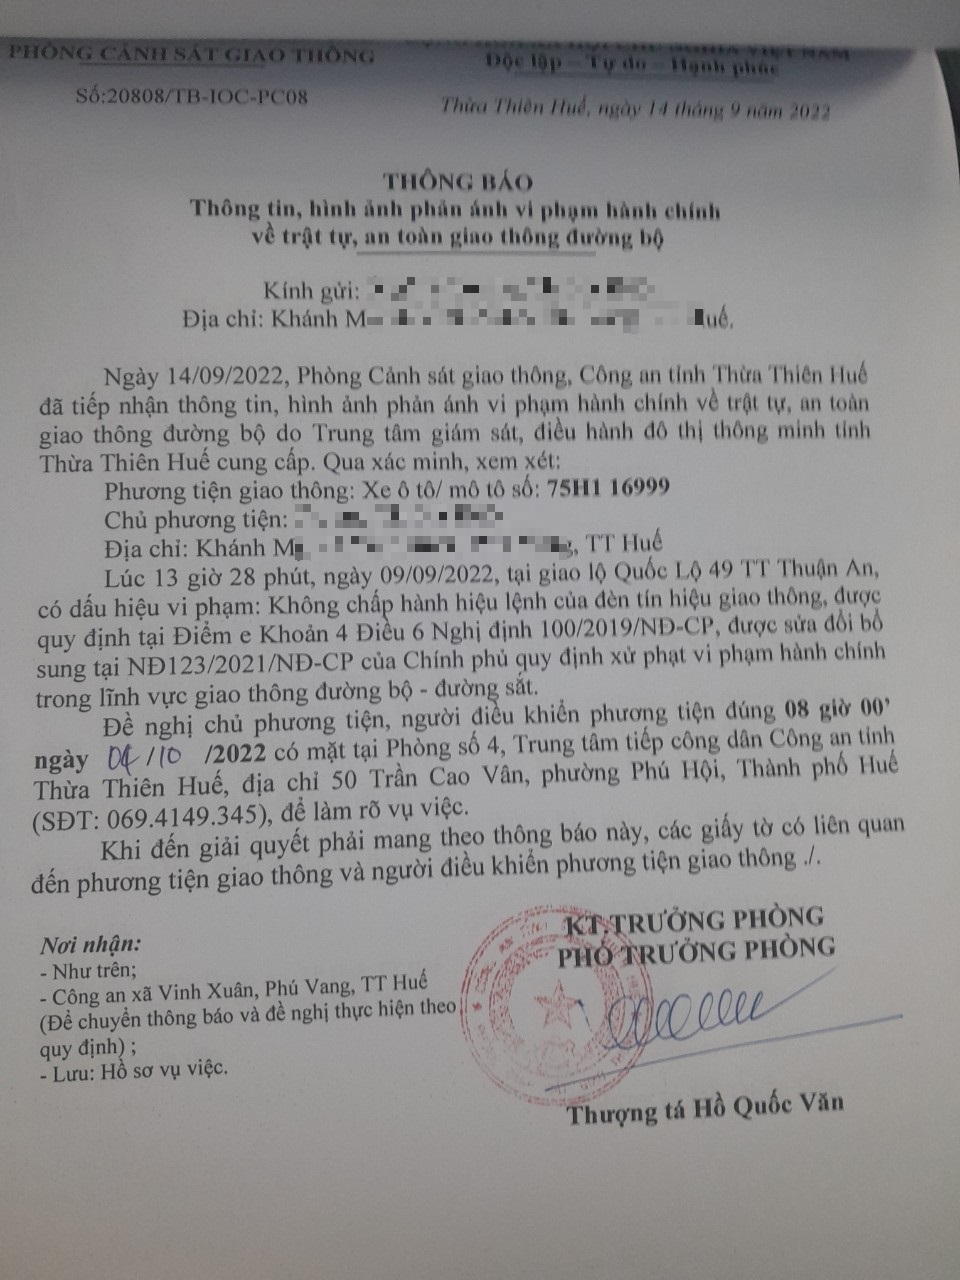 PHÒNG CẢNH SÁT GIAO THÔNG
VIỆT NAM
Độc lập – Tự do – Hạnh phúc
Số:20808/TB-IOC-PC08
Thừa Thiên Huế, ngày 14 tháng 9 năm 2022
THÔNG BÁO
Thông tin, hình ảnh phản ánh vi phạm hành chính
về trật tự, an toàn giao thông đường bộ
Kính gửi:
Địa chỉ: Khánh M uế.
Ngày 14/09/2022, Phòng Cảnh sát giao thông, Công an tỉnh Thừa Thiên Huế
đã tiếp nhận thông tin, hình ảnh phản ánh vi phạm hành chính về trật tự, an toàn
giao thông đường bộ do Trung tâm giám sát, điều hành đô thị thông minh tỉnh
Thừa Thiên Huế cung cấp. Qua xác minh, xem xét:
Phương tiện giao thông: Xe ô tô/ mô tô số: 75H1 16999
Chủ phương tiện:
Địa chỉ: Khánh M g, TT Huế
Lúc 13 giờ 28 phút, ngày 09/09/2022, tại giao lộ Quốc Lộ 49 TT Thuận An,
có dấu hiệu vi phạm: Không chấp hành hiệu lệnh của đèn tín hiệu giao thông, được
quy định tại Điểm e Khoản 4 Điều 6 Nghị định 100/2019/NĐ-CP, được sửa đổi bổ
sung tại NĐ123/2021/NĐ-CP của Chính phủ quy định xử phạt vi phạm hành chính
trong lĩnh vực giao thông đường bộ - đường sắt.
Đề nghị chủ phương tiện, người điều khiển phương tiện đúng 08 giờ 00’
ngày /10 /2022 có mặt tại Phòng số 4, Trung tâm tiếp công dân Công an tỉnh
Thừa Thiên Huế, địa chỉ 50 Trần Cao Vân, phường Phú Hội, Thành phố Huế
(SĐT: 069.4149.345), để làm rõ vụ việc.
Khi đến giải quyết phải mang theo thông báo này, các giấy tờ có liên quan
đến phương tiện giao thông và người điều khiển phương tiện giao thông ./.
KT.TRƯỞNG PHÒNG
PHÓ TRƯỞNG PHÒNG
Nơi nhận:
- Như trên;
- Công an xã Vinh Xuân, Phú Vang, TT Huế
(Để chuyển thông báo và đề nghị thực hiện theo
quy định) ;
- Lưu: Hồ sơ vụ việc.
Thượng tá Hồ Quốc Văn